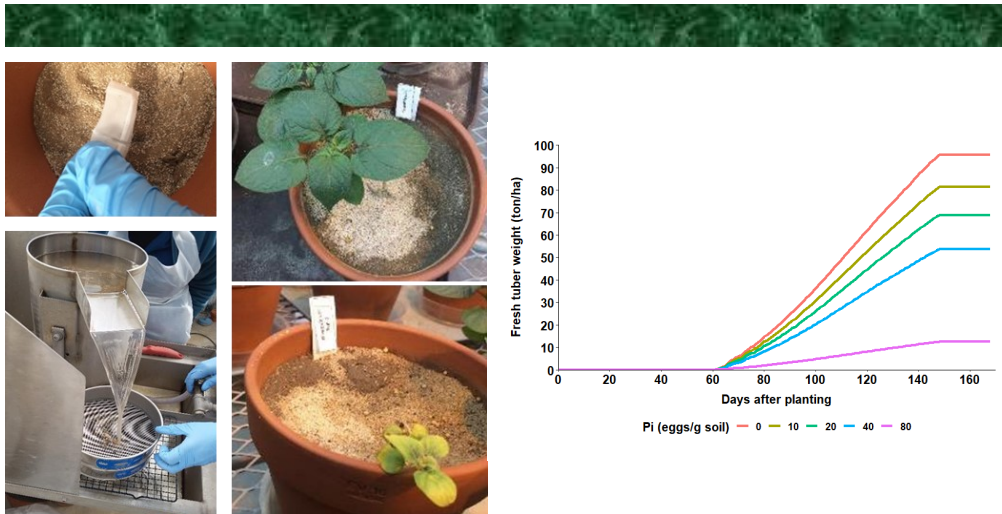 100
90
80
70
60
50
40
30
20
10
0
Fresh tuber weight (ton/ha)
0 20 40 60 80 100 120 140 160
Days after planting
Pi (eggs/g soil) 0 10 20 40 80